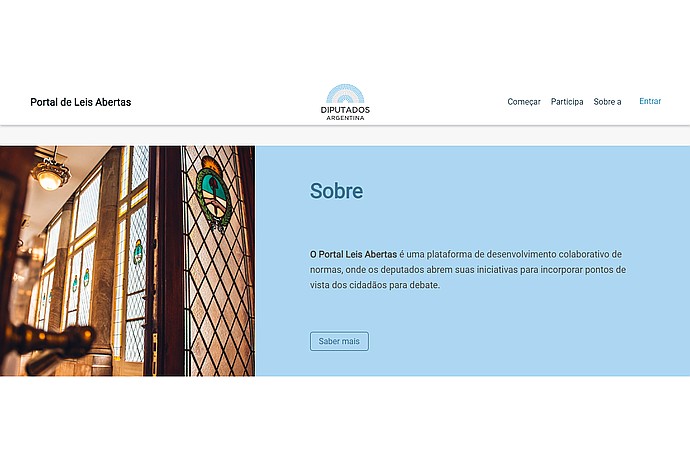 Portal de Leis Abertas
DIPUTADOS
ARGENTINA
Começar Participa Sobre a Entrar
Sobre
O Portal Leis Abertas é uma plataforma de desenvolvimento colaborativo de
normas, onde os deputados abrem suas iniciativas para incorporar pontos de
vista dos cidadãos para debate.
Saber mais